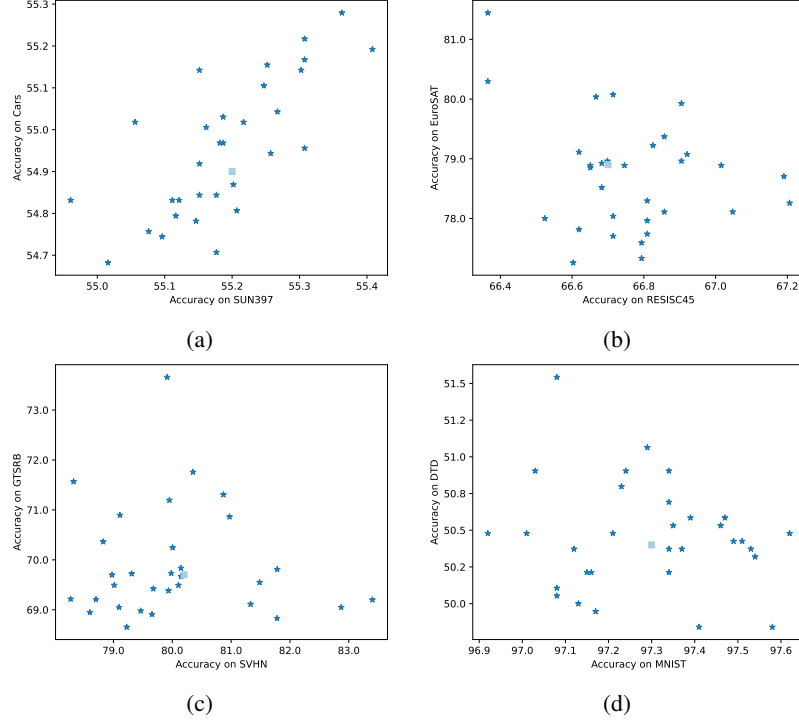 55.3
55.2
55.1
55.0
54.9
54.8
54.7
Accuracy on Cars
55.0 55.1 55.2 55.3 55.4
Accuracy on SUN397
(a)
81.0
80.0
79.0
78.0
Accuracy on EuroSAT
66.4 66.6 66.8 67.0 67.2
Accuracy on RESISC45
(b)
73.0
72.0
71.0
70.0
69.0
Accuracy on GTSRB
79.0 80.0 81.0 82.0 83.0
Accuracy on SVHN
(c)
51.5
51.2
51.0
50.8
50.5
50.2
50.0
Accuracy on DTD
96.9 97.0 97.1 97.2 97.3 97.4 97.5 97.6
Accuracy on MNIST
(d)